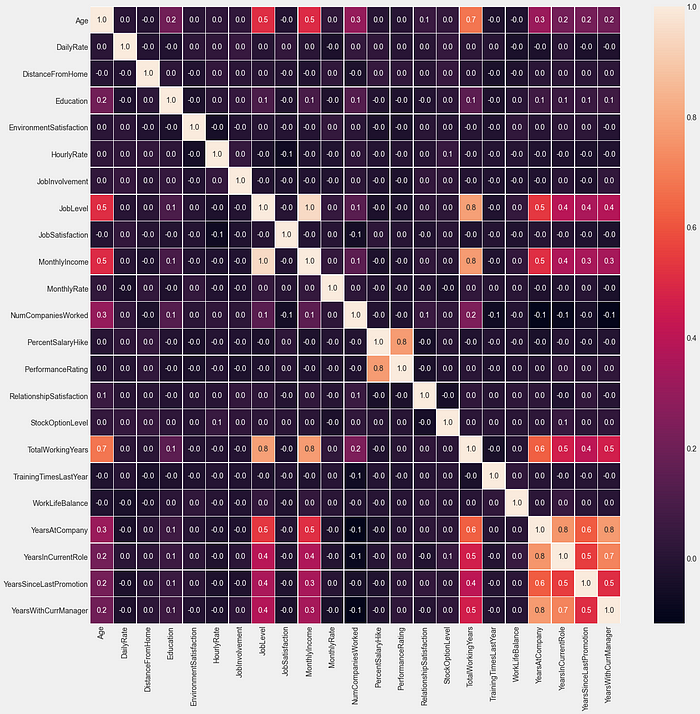 Age 1.0 0.0 -0.0 0.2 0.0 0.0 0.0 0.5 -0.0 0.5 0.0 0.3 0.0 0.0 0.1 0.0 0.7 -0.0 -0.0 0.3 0.2 0.2 0.2
DailyRate 0.0 1.0 -0.0 -0.0 0.0 0.0 0.0 0.0 0.0 0.0 -0.0 0.0 0.0 0.0 0.0 0.0 0.0 0.0 -0.0 -0.0 0.0 -0.0 -0.0
DistanceFromHome -0.0 -0.0 1.0 0.0 -0.0 0.0 0.0 0.0 -0.0 -0.0 0.0 -0.0 0.0 0.0 0.0 0.0 0.0 -0.0 -0.0 0.0 0.0 0.0 0.0
Education 0.2 -0.0 0.0 1.0 -0.0 0.0 0.0 0.1 -0.0 0.1 -0.0 0.1 -0.0 -0.0 -0.0 0.0 0.1 -0.0 0.0 0.1 0.1 0.1 0.1
EnvironmentSatisfaction 0.0 0.0 -0.0 -0.0 1.0 -0.0 -0.0 0.0 -0.0 -0.0 0.0 0.0 -0.0 -0.0 0.0 0.0 -0.0 -0.0 0.0 0.0 0.0 0.0 -0.0
HourlyRate 0.0 0.0 0.0 0.0 -0.0 1.0 0.0 -0.0 -0.1 -0.0 -0.0 0.0 -0.0 -0.0 0.0 0.1 -0.0 -0.0 -0.0 -0.0 -0.0 -0.0 -0.0
JobInvolvement 0.0 0.0 0.0 0.0 -0.0 0.0 1.0 -0.0 -0.0 -0.0 -0.0 0.0 -0.0 -0.0 0.0 0.0 -0.0 -0.0 -0.0 -0.0 0.0 -0.0 0.0
JobLevel 0.5 0.0 0.0 0.1 0.0 -0.0 -0.0 1.0 -0.0 1.0 0.0 0.1 -0.0 -0.0 0.0 0.0 0.8 -0.0 0.0 0.5 0.4 0.4 0.4
JobSatisfaction -0.0 0.0 -0.0 -0.0 -0.0 -0.1 -0.0 -0.0 1.0 -0.0 0.0 -0.1 0.0 0.0 -0.0 0.0 -0.0 -0.0 -0.0 -0.0 -0.0 -0.0 -0.0
MonthlyIncome 0.5 0.0 -0.0 0.1 -0.0 -0.0 -0.0 1.0 -0.0 1.0 0.0 0.1 -0.0 -0.0 0.0 0.0 0.8 -0.0 0.0 0.5 0.4 0.3 0.3
MonthlyRate 0.0 -0.0 0.0 -0.0 0.0 -0.0 -0.0 0.0 0.0 0.0 1.0 0.0 -0.0 -0.0 -0.0 -0.0 0.0 0.0 0.0 -0.0 -0.0 0.0 -0.0
NumCompaniesWorked 0.3 0.0 -0.0 0.1 0.0 0.0 0.0 0.1 -0.1 0.1 0.0 1.0 -0.0 -0.0 0.1 0.0 0.2 -0.1 -0.0 -0.1 -0.1 -0.0 -0.1
PercentSalaryHike 0.0 0.0 0.0 -0.0 -0.0 -0.0 -0.0 -0.0 0.0 -0.0 -0.0 -0.0 1.0 0.8 -0.0 0.0 -0.0 -0.0 -0.0 -0.0 -0.0 -0.0 -0.0
PerformanceRating 0.0 0.0 0.0 -0.0 -0.0 -0.0 -0.0 -0.0 0.0 -0.0 -0.0 -0.0 0.8 1.0 -0.0 0.0 0.0 -0.0 0.0 0.0 0.0 0.0 0.0
RelationshipSatisfaction 0.1 0.0 0.0 -0.0 0.0 0.0 0.0 0.0 -0.0 0.0 -0.0 0.1 -0.0 -0.0 1.0 -0.0 0.0 0.0 0.0 0.0 -0.0 0.0 -0.0
StockOptionLevel 0.0 0.0 0.0 0.0 0.0 0.1 0.0 0.0 0.0 0.0 -0.0 0.0 0.0 0.0 -0.0 1.0 0.0 0.0 0.0 0.0 0.1 0.0 0.0
TotalWorkingYears 0.7 0.0 0.0 0.1 -0.0 -0.0 -0.0 0.8 -0.0 0.8 0.0 0.2 -0.0 0.0 0.0 0.0 1.0 -0.0 0.0 0.6 0.5 0.4 0.5
TrainingTimesLastYear -0.0 0.0 -0.0 -0.0 -0.0 -0.0 -0.0 -0.0 -0.0 -0.0 0.0 -0.1 -0.0 -0.0 0.0 0.0 -0.0 1.0 0.0 0.0 -0.0 -0.0 -0.0
WorkLifeBalance -0.0 -0.0 -0.0 0.0 0.0 -0.0 -0.0 0.0 -0.0 0.0 0.0 -0.0 -0.0 0.0 0.0 0.0 0.0 0.0 1.0 0.0 0.0 0.0 0.0
YearsAtCompany 0.3 -0.0 0.0 0.1 0.0 -0.0 -0.0 0.5 -0.0 0.5 -0.0 -0.1 -0.0 0.0 0.0 0.0 0.6 0.0 0.0 1.0 0.8 0.6 0.8
YearsInCurrentRole 0.2 0.0 0.0 0.1 0.0 -0.0 0.0 0.4 -0.0 0.4 -0.0 -0.1 -0.0 0.0 -0.0 0.1 0.5 -0.0 0.0 0.8 1.0 0.5 0.7
YearsSinceLastPromotion 0.2 -0.0 0.0 0.1 0.0 -0.0 -0.0 0.4 -0.0 0.3 0.0 -0.0 -0.0 0.0 0.0 0.0 0.4 -0.0 0.0 0.6 0.5 1.0 0.5
YearsWithCurrManager 0.2 -0.0 0.0 0.1 -0.0 -0.0 0.0 0.4 -0.0 0.3 -0.0 -0.1 -0.0 0.0 -0.0 0.0 0.5 -0.0 0.0 0.8 0.7 0.5 1.0
Age
DailyRate
DistanceFromHome
Education
EnvironmentSatisfaction
HourlyRate
JobInvolvement
JobLevel
JobSatisfaction
MonthlyIncome
MonthlyRate
NumCompaniesWorked
PercentSalaryHike
PerformanceRating
RelationshipSatisfaction
StockOptionLevel
TotalWorkingYears
TrainingTimesLastYear
WorkLifeBalance
YearsAtCompany
YearsInCurrentRole
YearsSinceLastPromotion
YearsWithCurrManager
1.0
0.8
0.6
0.4
0.2
0.0